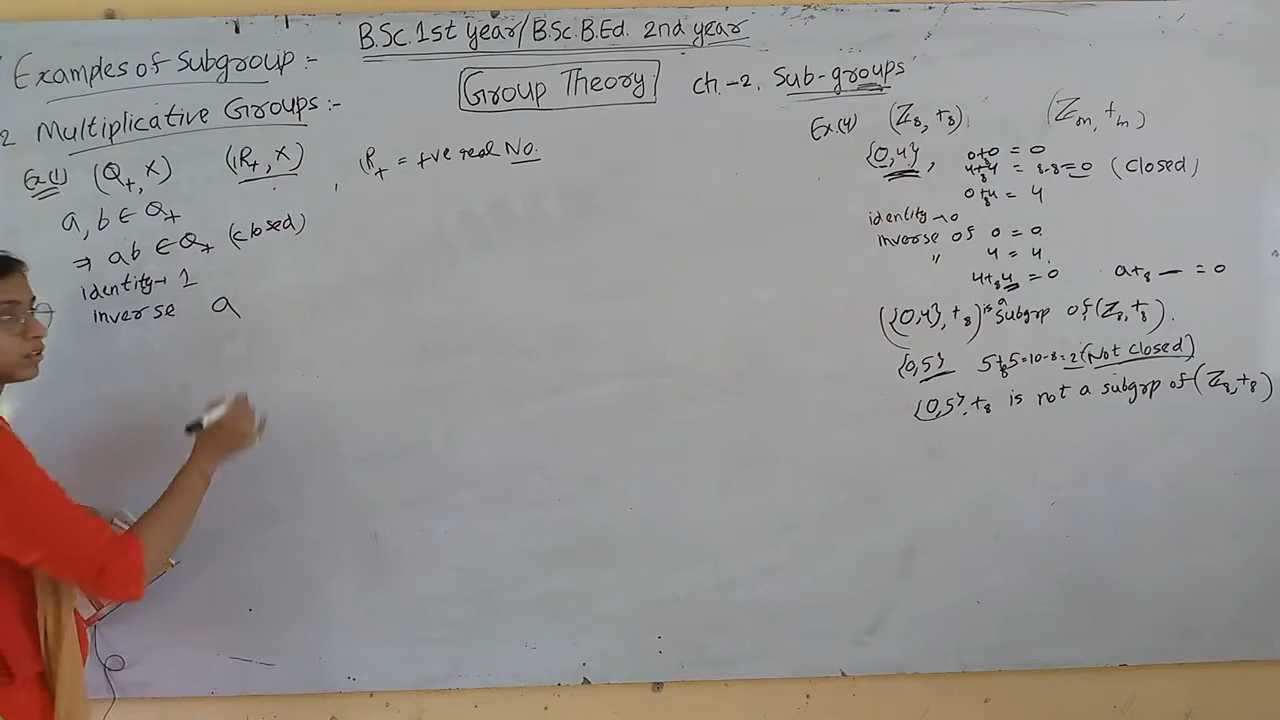 B.Sc. 1st year/B.Sc.B.Ed. 2nd year
Group Theory ch.-2. Sub-groups
Examples of Subgroup :-
2 Multiplicative Groups :-
Ex.(1) (Q₊, ×) (R₊, ×) , R₊ = +ve real No.
a, b ∈ Q₊
⇒ ab ∈ Q₊ (closed)
identity → 1
inverse a
Ex.(4) (Z₈, +₈) (Zₘ, +ₘ)
{0,4}, 0+₈0 = 0
4+₈4 = 8-8=0 (closed)
0+₈4 = 4
identity → 0
inverse of 0 = 0
" 4 = 4
4+₈4 = 0 a+₈ — = 0
({0,4}, +₈) is a subgrp of (Z₈, +₈).
{0,5} 5+₈5=10-8=2 (Not closed)
{0,5}, +₈ is not a subgrp of (Z₈, +₈)